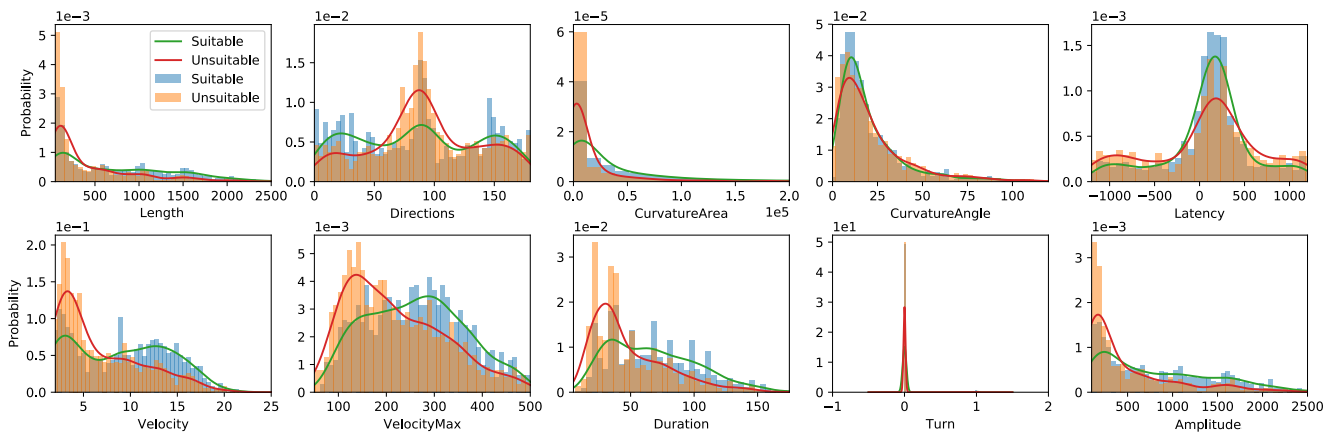 1e−3
1e−2
1e−5
5 1e−2
1e−3
5
4
3
2
1
0
Probability
Suitable
Unsuitable
Suitable
Unsuitable
500 1000 1500 2000 2500
Length
1.5
1.0
0.5
0.0
0 50 100 150
Directions
6
5
4
3
2
1
0
0.0 0.5 1.0 1.5 2.0
CurvatureArea 1e5
4
3
2
1
0
0 25 50 75 100
CurvatureAngle
1.5
1.0
0.5
0.0
−1000 −500 0 500 1000
Latency
1e−1
1e−3
1e−2
5 1e1
1e−3
2.0
1.5
1.0
0.5
0.0
Probability
5 10 15 20 25
Velocity
6
5
4
3
2
1
0
100 200 300 400 500
VelocityMax
4
3
2
1
0
50 100 150
Duration
4
3
2
1
0
−1 0 1 2
Turn
4
3
2
1
0
500 1000 1500 2000 2500
Amplitude